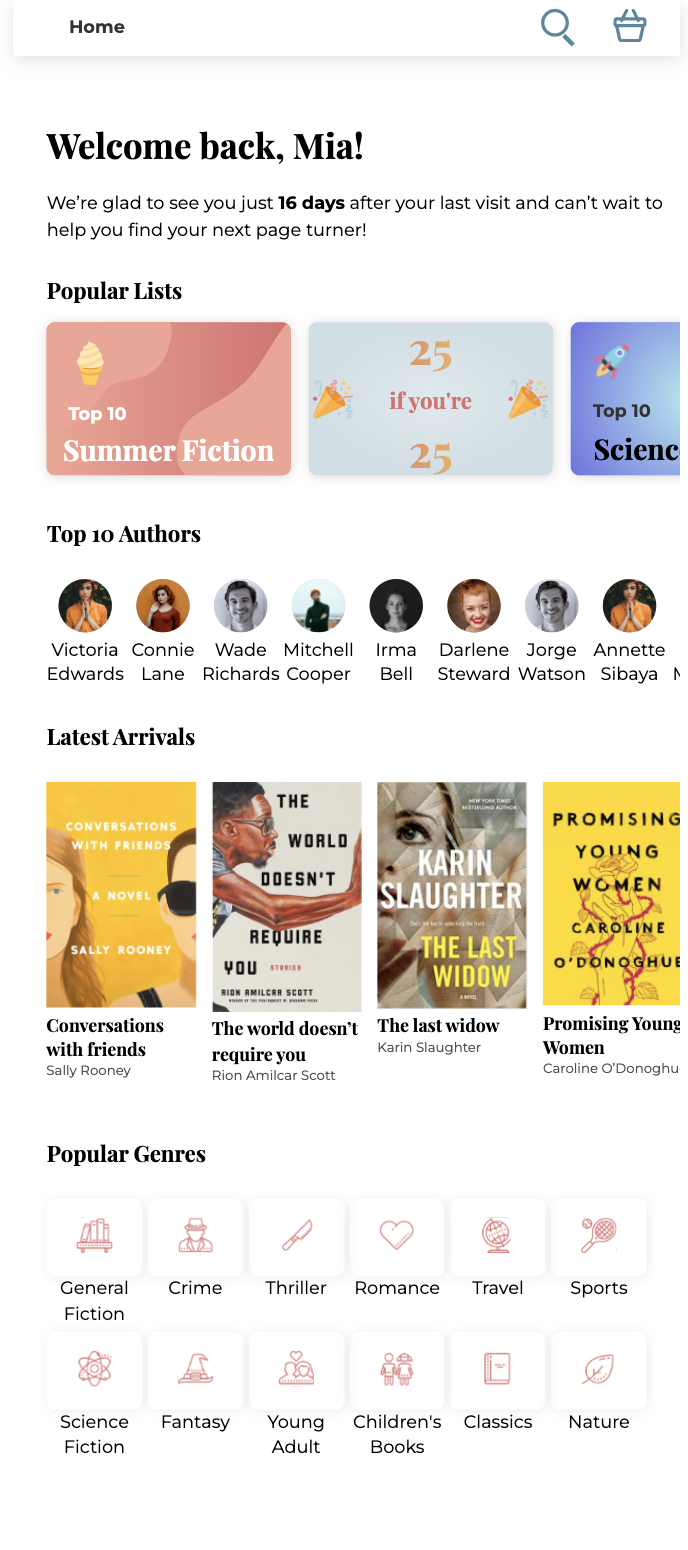 Home
Welcome back, Mia!
We’re glad to see you just 16 days after your last visit and can’t wait to
help you find your next page turner!
Popular Lists
Top 10
Summer Fiction
25
if you're
25
Top 10
Scienc
Top 10 Authors
Victoria
Edwards
Connie
Lane
Wade
Richards
Mitchell
Cooper
Irma
Bell
Darlene
Steward
Jorge
Watson
Annette
Sibaya
Latest Arrivals
CONVERSATIONS
WITH FRIENDS
A NOVEL
SALLY ROONEY
Conversations
with friends
Sally Rooney
THE
WORLD
DOESN'T
REQUIRE
YOU STORIES
RION AMILCAR SCOTT
The world doesn’t
require you
Rion Amilcar Scott
NEW YORK TIMES
BESTSELLING AUTHOR
KARIN
SLAUGHTER
She's the key to unlocking the truth...
THE LAST
WIDOW
A NOVEL
The last widow
Karin Slaughter
PROMISING
YOUNG
WOMEN
CAROLINE
O'DONOGHUE
Promising Young
Women
Caroline O’Donoghu
Popular Genres
General
Fiction
Crime
Thriller
Romance
Travel
Sports
Science
Fiction
Fantasy
Young
Adult
Children's
Books
Classics
Nature